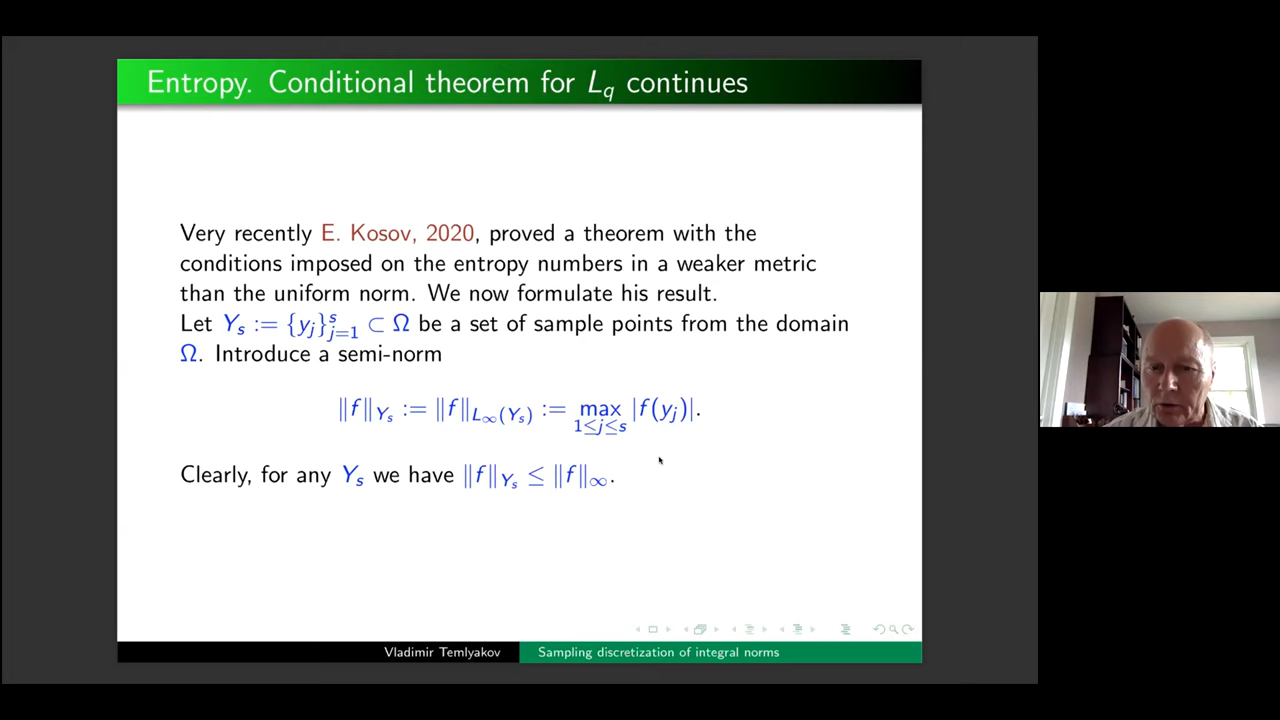 Entropy. Conditional theorem for L_q continues
Very recently E. Kosov, 2020, proved a theorem with the
conditions imposed on the entropy numbers in a weaker metric
than the uniform norm. We now formulate his result.
Let Y_s := {y_j}_{j=1}^s ⊂ Ω be a set of sample points from the domain
Ω. Introduce a semi-norm
‖f‖_{Y_s} := ‖f‖_{L_∞(Y_s)} := max_{1≤j≤s} |f(y_j)|.
Clearly, for any Y_s we have ‖f‖_{Y_s} ≤ ‖f‖_∞.
Vladimir Temlyakov Sampling discretization of integral norms